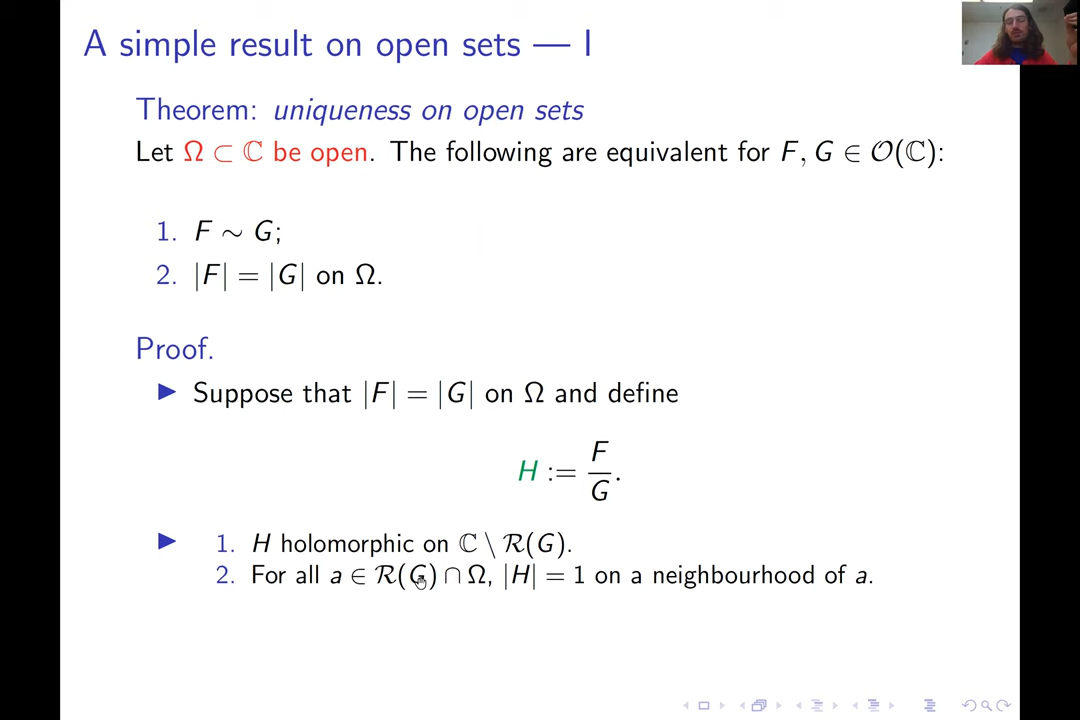 A simple result on open sets — I
Theorem: uniqueness on open sets
Let Ω ⊂ ℂ be open. The following are equivalent for F, G ∈ 𝒪(ℂ):
1. F ∼ G;
2. |F| = |G| on Ω.
Proof.
▶ Suppose that |F| = |G| on Ω and define
H := F/G.
▶ 1. H holomorphic on ℂ \ ℛ(G).
2. For all a ∈ ℛ(G) ∩ Ω, |H| = 1 on a neighbourhood of a.